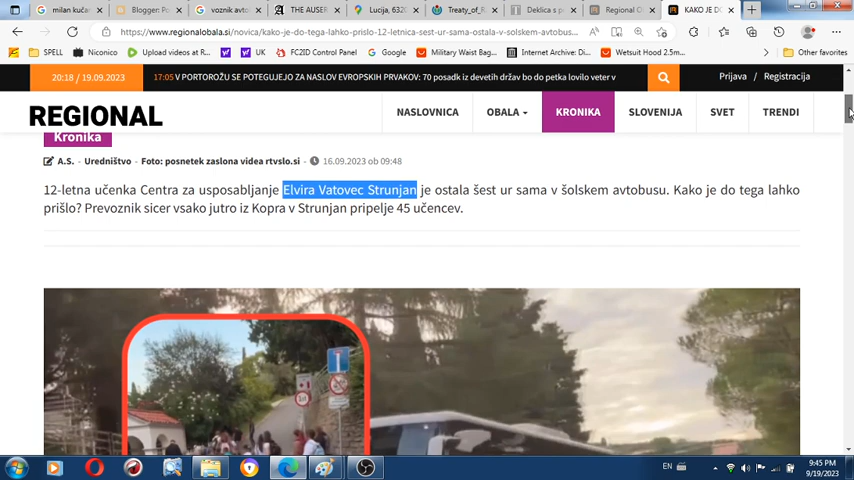 milan kuča
Blogger: Po
voznik avto
THE AUSER
Lucija, 6320
Treaty_of_R
Deklica s p
Regional O
KAKO JE DO
https://www.regionalobala.si/novica/kako-je-do-tega-lahko-prislo-12-letnica-sest-ur-sama-ostala-v-solskem-avtobus...
SPELL
Niconico
Upload videos at R...
UK
FC2ID Control Panel
Google
Military Waist Bag...
Internet Archive: Di...
Wetsuit Hood 2.5m...
Other favorites
20:18 / 19.09.2023
17:05 V PORTOROŽU SE POTEGUJEJO ZA NASLOV EVROPSKIH PRVAKOV: 70 posadk iz devetih držav bo do petka lovilo veter v
Prijava / Registracija
REGIONAL
NASLOVNICA
OBALA
KRONIKA
SLOVENIJA
SVET
TRENDI
Kronika
A.S. - Uredništvo - Foto: posnetek zaslona videa rtvslo.si - 16.09.2023 ob 09:48
12-letna učenka Centra za usposabljanje Elvira Vatovec Strunjan je ostala šest ur sama v šolskem avtobusu. Kako je do tega lahko
prišlo? Prevoznik sicer vsako jutro iz Kopra v Strunjan pripelje 45 učencev.
EN
9:45 PM
9/19/2023